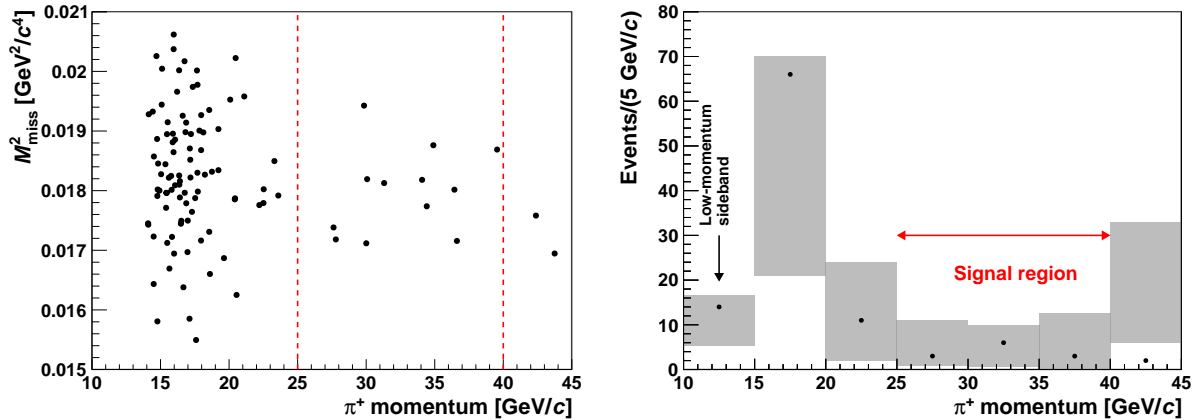 M²miss [GeV²/c⁴]
0.021
0.02
0.019
0.018
0.017
0.016
0.015
10 15 20 25 30 35 40 45
π⁺ momentum [GeV/c]
Events/(5 GeV/c)
80
70
60
50
40
30
20
10
0
Low-momentum
sideband
Signal region
10 15 20 25 30 35 40 45
π⁺ momentum [GeV/c]